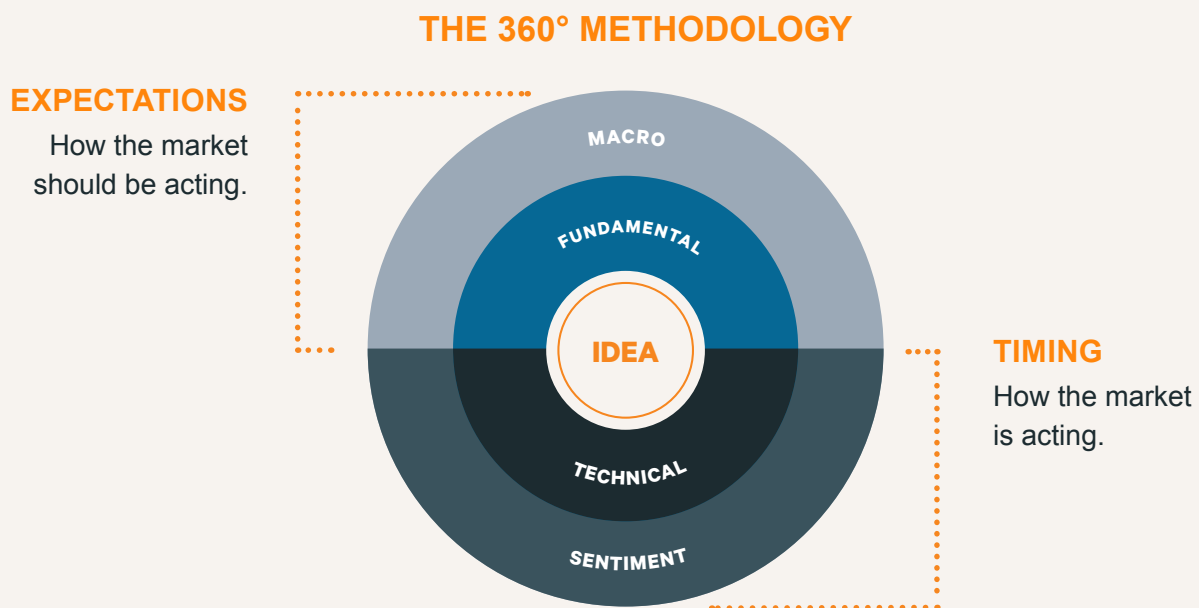 THE 360° METHODOLOGY
EXPECTATIONS
How the market
should be acting.
MACRO
FUNDAMENTAL
IDEA
TIMING
How the market
is acting.
TECHNICAL
SENTIMENT